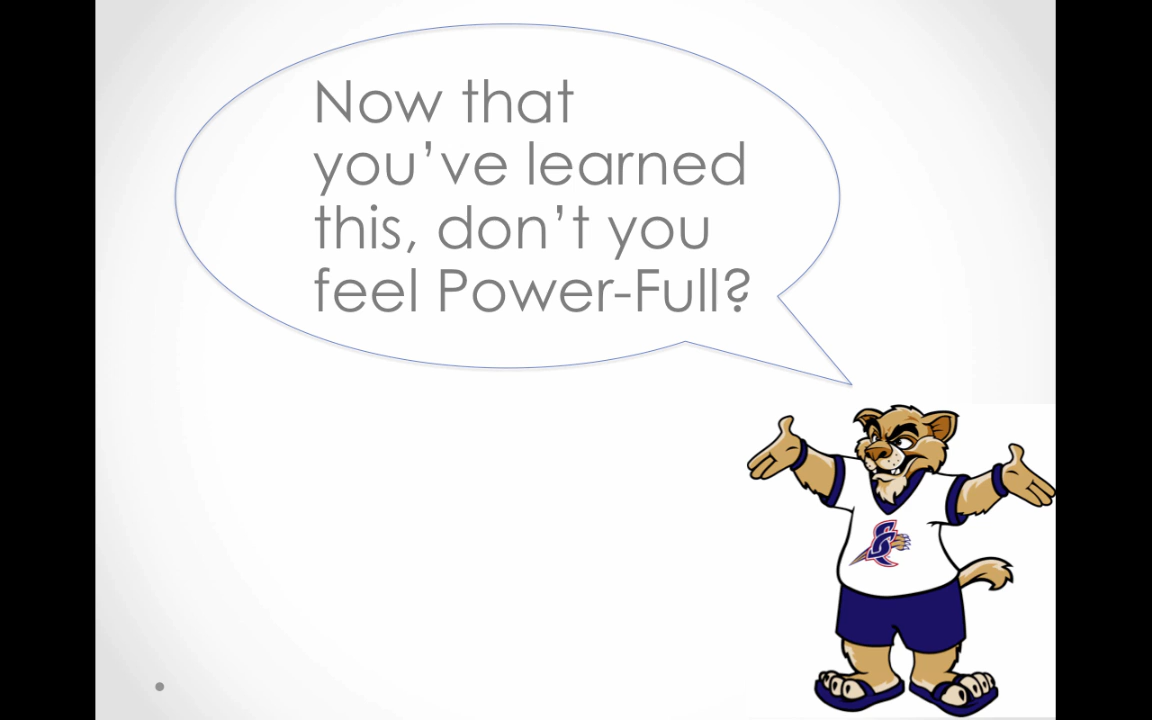 Now that
you’ve learned
this, don’t you
feel Power-Full?